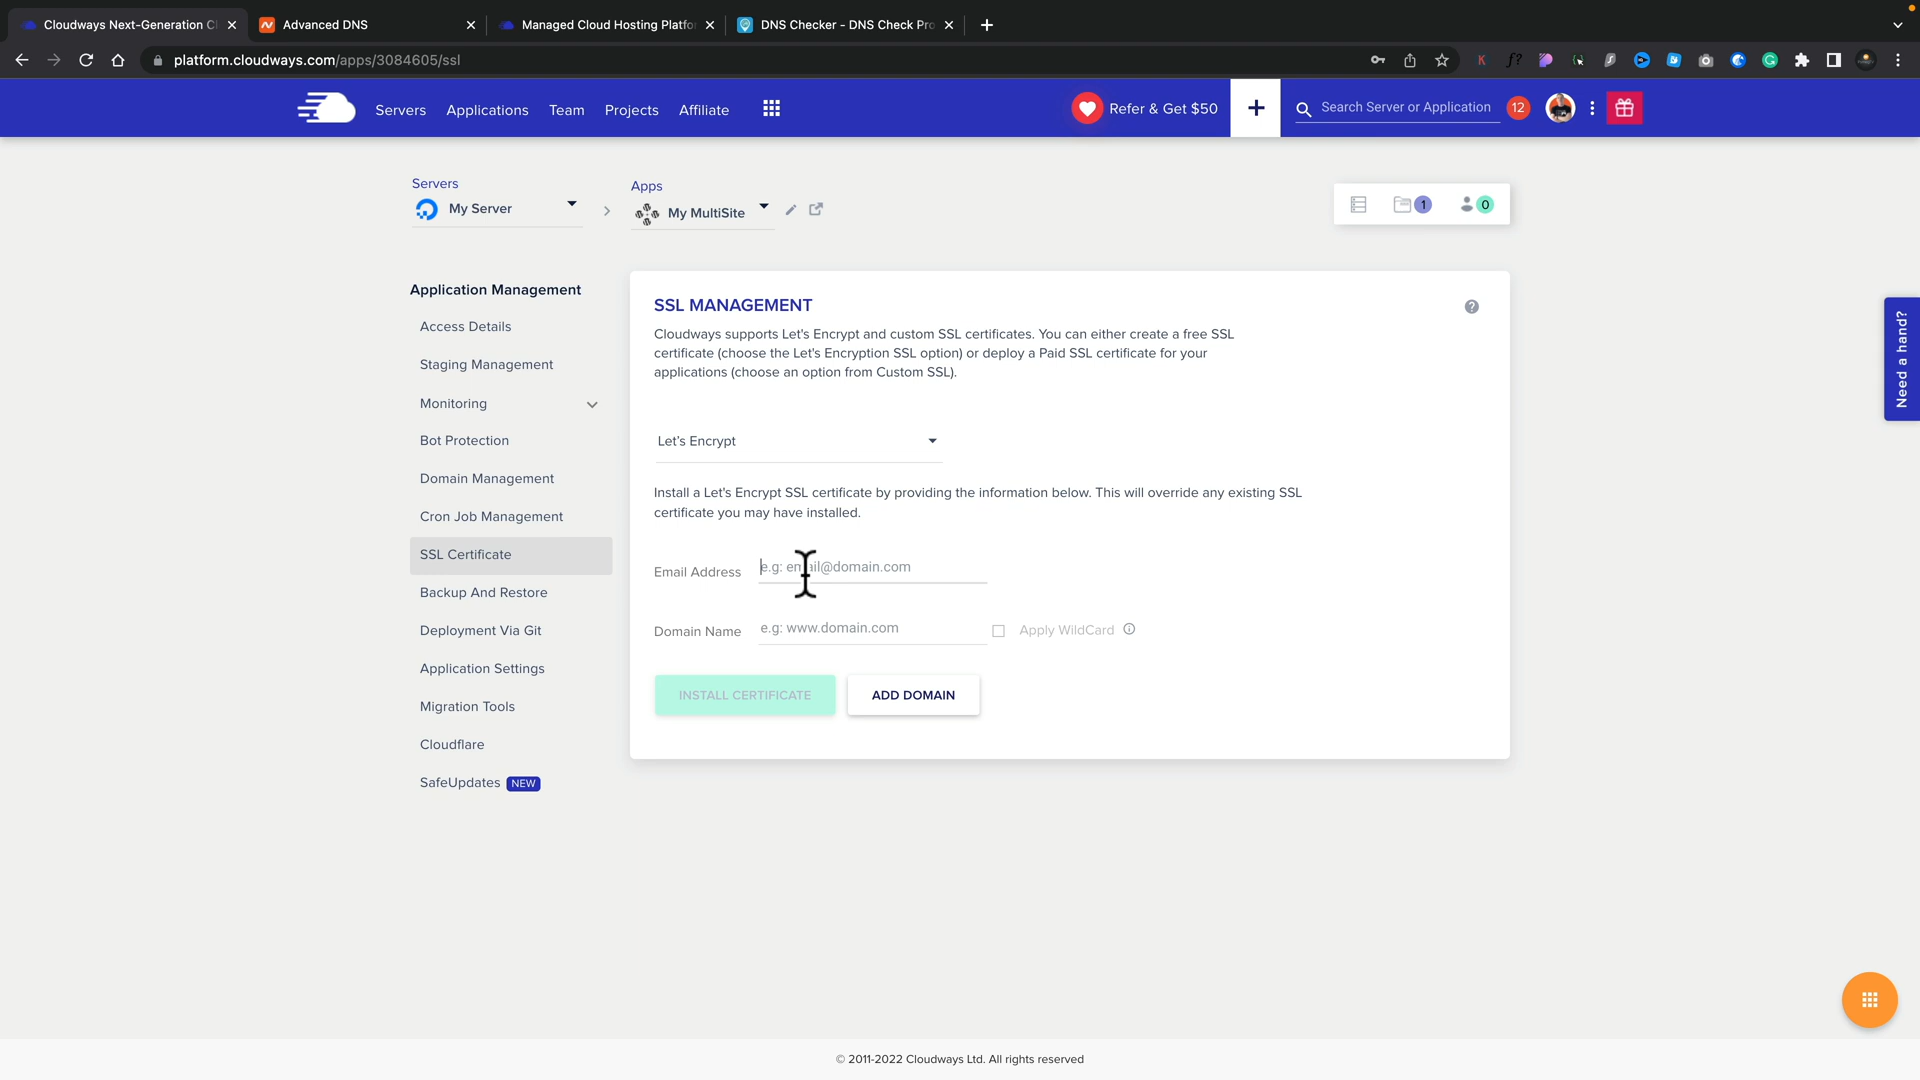 Cloudways Next-Generation Cl
Advanced DNS
Managed Cloud Hosting Platfor
DNS Checker - DNS Check Pro
platform.cloudways.com/apps/3084605/ssl
Servers
Applications
Team
Projects
Affiliate
Refer & Get $50
Search Server or Application
12
Servers
My Server
Apps
My MultiSite
1
0
Application Management
Access Details
Staging Management
Monitoring
Bot Protection
Domain Management
Cron Job Management
SSL Certificate
Backup And Restore
Deployment Via Git
Application Settings
Migration Tools
Cloudflare
SafeUpdates NEW
SSL MANAGEMENT
Cloudways supports Let's Encrypt and custom SSL certificates. You can either create a free SSL
certificate (choose the Let's Encryption SSL option) or deploy a Paid SSL certificate for your
applications (choose an option from Custom SSL).
Let's Encrypt
Install a Let's Encrypt SSL certificate by providing the information below. This will override any existing SSL
certificate you may have installed.
Email Address
e.g: email@domain.com
Domain Name
e.g: www.domain.com
Apply WildCard
INSTALL CERTIFICATE
ADD DOMAIN
Need a hand?
© 2011-2022 Cloudways Ltd. All rights reserved